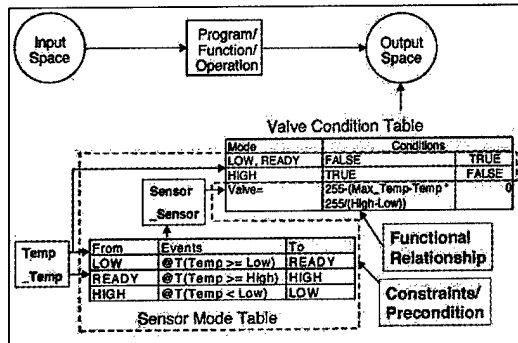 Input Space
Program/ Function/ Operation
Output Space
Valve Condition Table
Mode Conditions
LOW, READY FALSE TRUE
HIGH TRUE FALSE
Valve= 255-(Max_Temp-Temp * 255/(High-Low)) 0
Sensor
_Sensor
Temp
_Temp
From Events To
LOW @T(Temp >= Low) READY
READY @T(Temp >= High) HIGH
HIGH @T(Temp < Low) LOW
Sensor Mode Table
Functional Relationship
Constraints/ Precondition